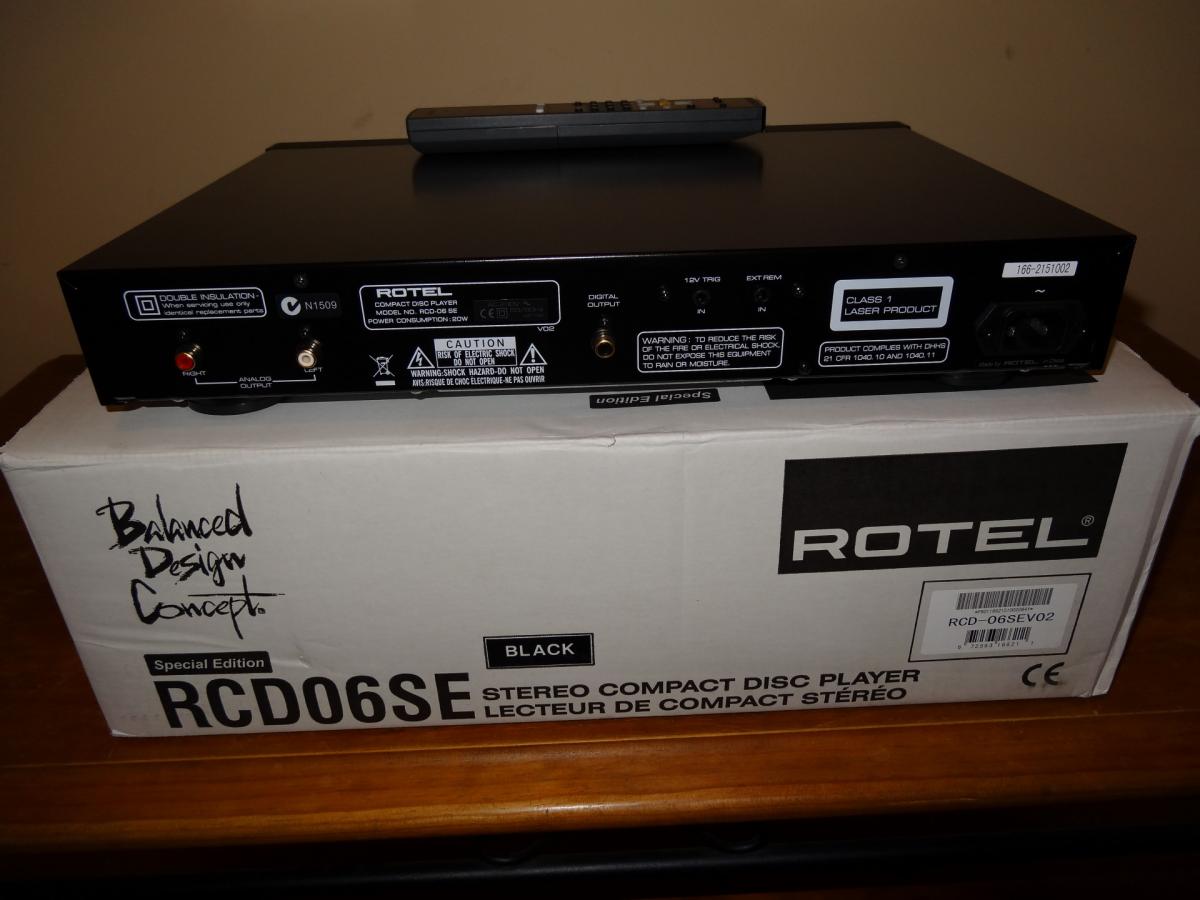 DOUBLE INSULATION-
When servicing use only
identical replacement parts
N1509
ROTEL
COMPACT DISC PLAYER
MODEL NO. RCD-06 SE
POWER CONSUMPTION : 20W
V02
RIGHT
LEFT
ANALOG
OUTPUT
CAUTION
RISK OF ELECTRIC SHOCK
DO NOT OPEN
WARNING:SHOCK HAZARD-DO NOT OPEN
AVIS:RISQUE DE CHOC ELECTRIQUE-NE PAS OUVRIR
DIGITAL
OUTPUT
12V TRIG
IN
EXT REM
IN
WARNING : TO REDUCE THE RISK
OF THE FIRE OR ELECTRICAL SHOCK,
DO NOT EXPOSE THIS EQUIPMENT
TO RAIN OR MOISTURE.
CLASS 1
LASER PRODUCT
PRODUCT COMPLIES WITH DHHS
21 CFR 1040.10 AND 1040.11
166-2151002
Special Edition
Balanced
Design
Concept.
ROTEL®
RCD-06SEV02
CE
BLACK
Special Edition
RCD06SE
STEREO COMPACT DISC PLAYER
LECTEUR DE COMPACT STÉRÉO